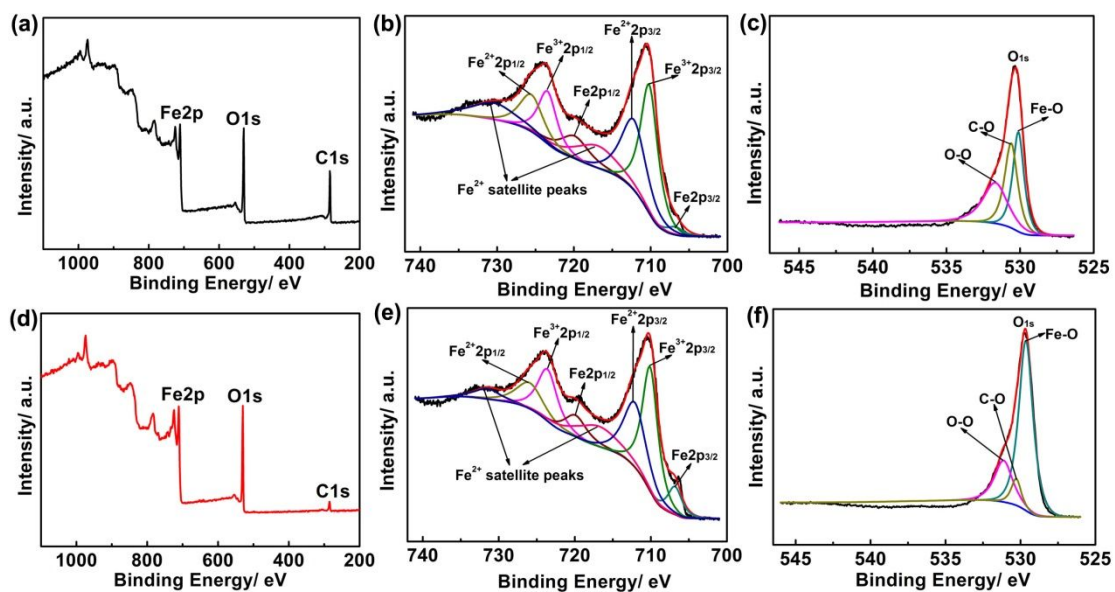 (a)
Fe2p
O1s
C1s
Intensity/ a.u.
1000 800 600 400 200
Binding Energy/ eV
(b)
Fe²⁺2p₃/₂
Fe³⁺2p₁/₂
Fe²⁺2p₁/₂
Fe³⁺2p₃/₂
Fe2p₁/₂
Fe²⁺ satellite peaks
Fe2p₃/₂
Intensity/ a.u.
740 730 720 710 700
Binding Energy/ eV
(c)
O₁ₛ
Fe-O
C-O
O-O
Intensity/ a.u.
545 540 535 530 525
Binding Energy/ eV
(d)
Fe2p
O1s
C1s
Intensity/ a.u.
1000 800 600 400 200
Binding Energy/ eV
(e)
Fe²⁺2p₃/₂
Fe³⁺2p₁/₂
Fe²⁺2p₁/₂
Fe³⁺2p₃/₂
Fe2p₁/₂
Fe²⁺ satellite peaks
Fe2p₃/₂
Intensity/ a.u.
740 730 720 710 700
Binding Energy/ eV
(f)
O₁ₛ
Fe-O
C-O
O-O
Intensity/ a.u.
545 540 535 530 525
Binding Energy/ eV